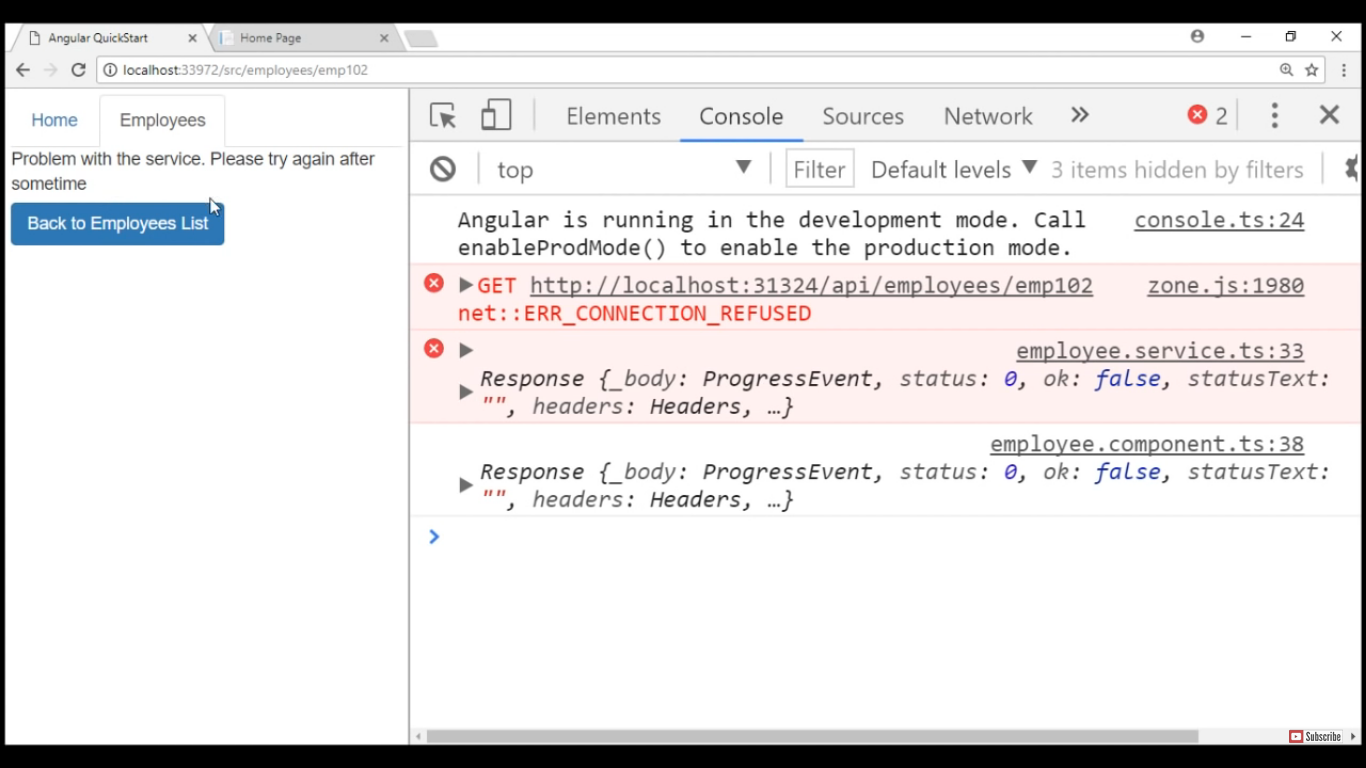 Angular QuickStart
Home Page
localhost:33972/src/employees/emp102
Home
Employees
Problem with the service. Please try again after
sometime
Back to Employees List
Elements Console Sources Network 2
top Filter Default levels 3 items hidden by filters
Angular is running in the development mode. Call console.ts:24
enableProdMode() to enable the production mode.
GET http://localhost:31324/api/employees/emp102 zone.js:1980
net::ERR_CONNECTION_REFUSED
employee.service.ts:33
Response {_body: ProgressEvent, status: 0, ok: false, statusText:
"", headers: Headers, …}
employee.component.ts:38
Response {_body: ProgressEvent, status: 0, ok: false, statusText:
"", headers: Headers, …}
Subscribe